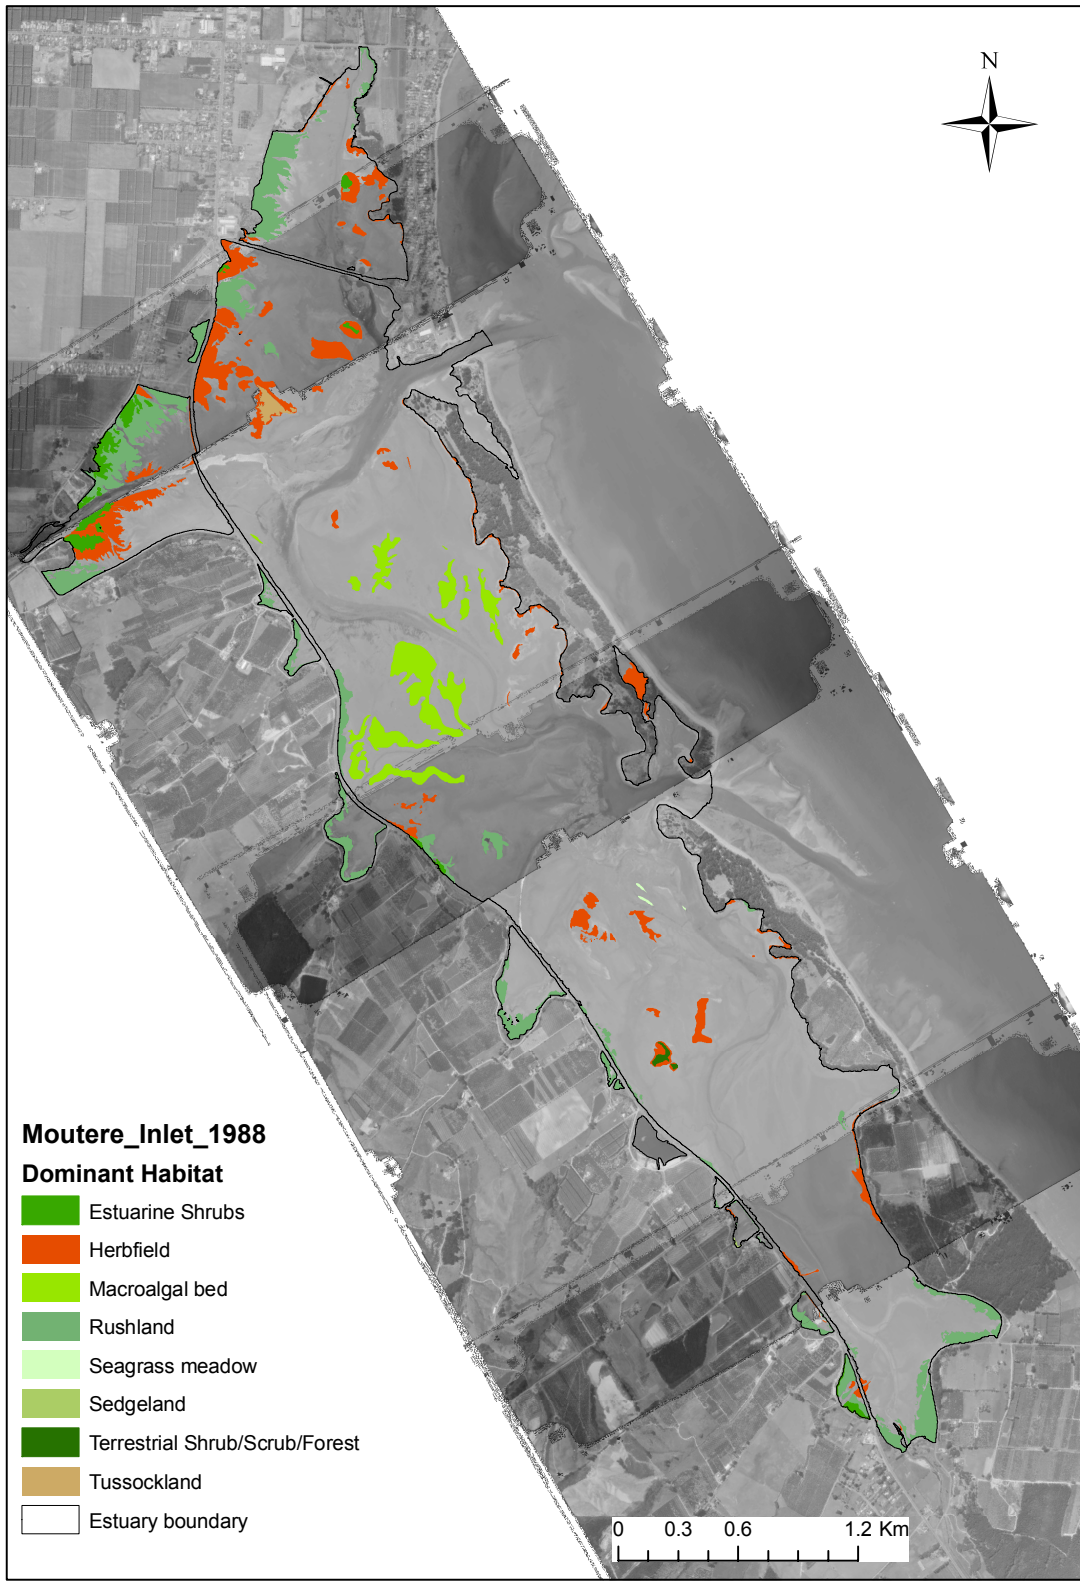 N
Moutere_Inlet_1988
Dominant Habitat
Estuarine Shrubs
Herbfield
Macroalgal bed
Rushland
Seagrass meadow
Sedgeland
Terrestrial Shrub/Scrub/Forest
Tussockland
Estuary boundary
0 0.3 0.6 1.2 Km